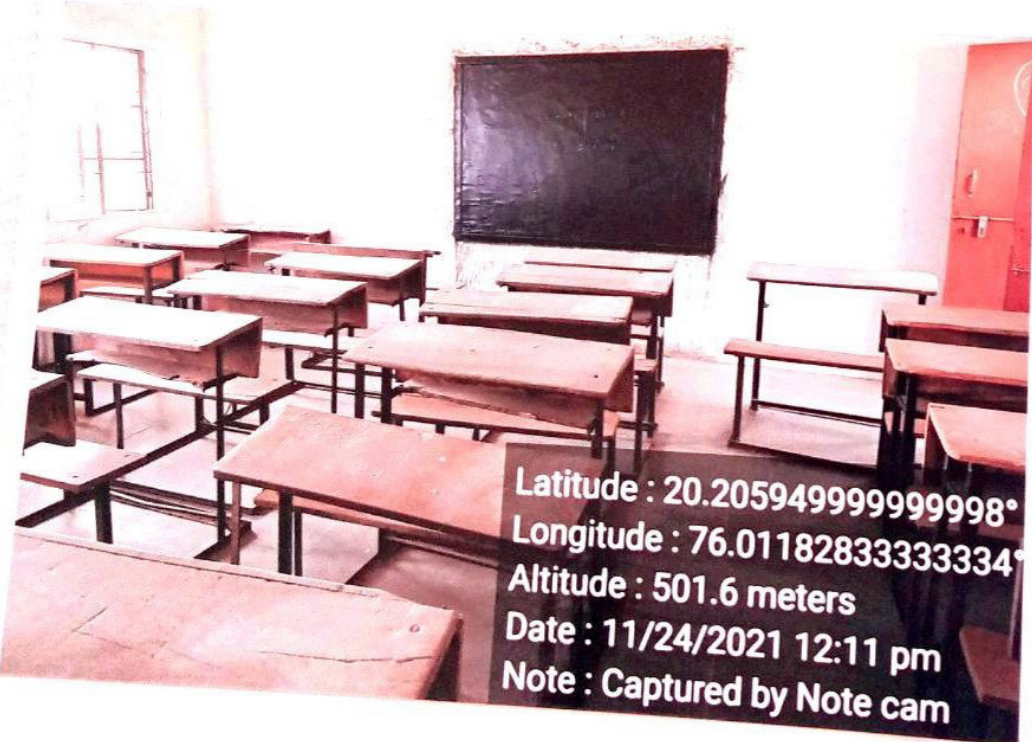 Latitude : 20.205949999999998°
Longitude : 76.01182833333334°
Altitude : 501.6 meters
Date : 11/24/2021 12:11 pm
Note : Captured by Note cam